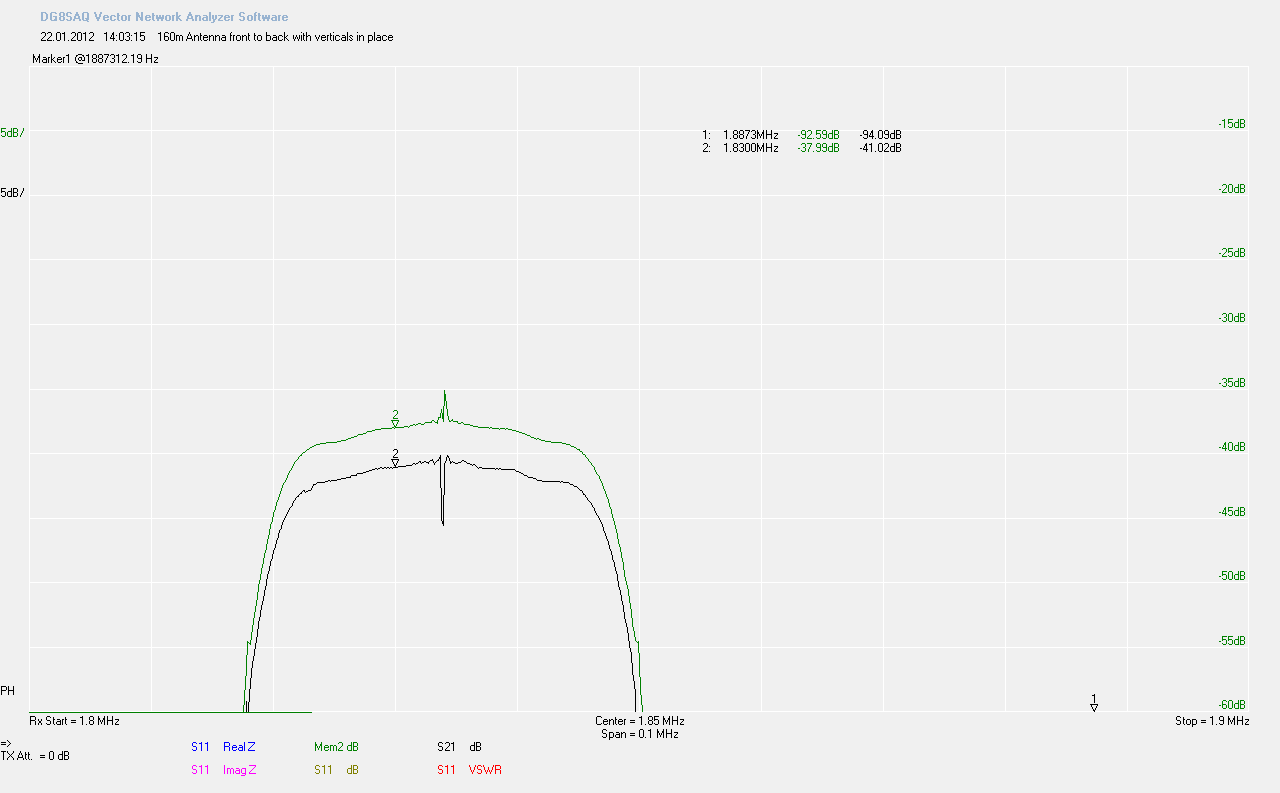 DG8SAQ Vector Network Analyzer Software
22.01.2012 14:03:15 160m Antenna front to back with verticals in place
Marker1 @1887312.19 Hz
5dB/
-15dB
1: 1.8873MHz -92.59dB -94.09dB
2: 1.8300MHz -37.99dB -41.02dB
5dB/
-20dB
-25dB
-30dB
-35dB
2
-40dB
2
-45dB
-50dB
-55dB
PH
1
-60dB
Rx Start = 1.8 MHz Center = 1.85 MHz Stop = 1.9 MHz
Span = 0.1 MHz
=>
TX Att. = 0 dB
S11 Real Z Mem2 dB S21 dB
S11 Imag Z S11 dB S11 VSWR